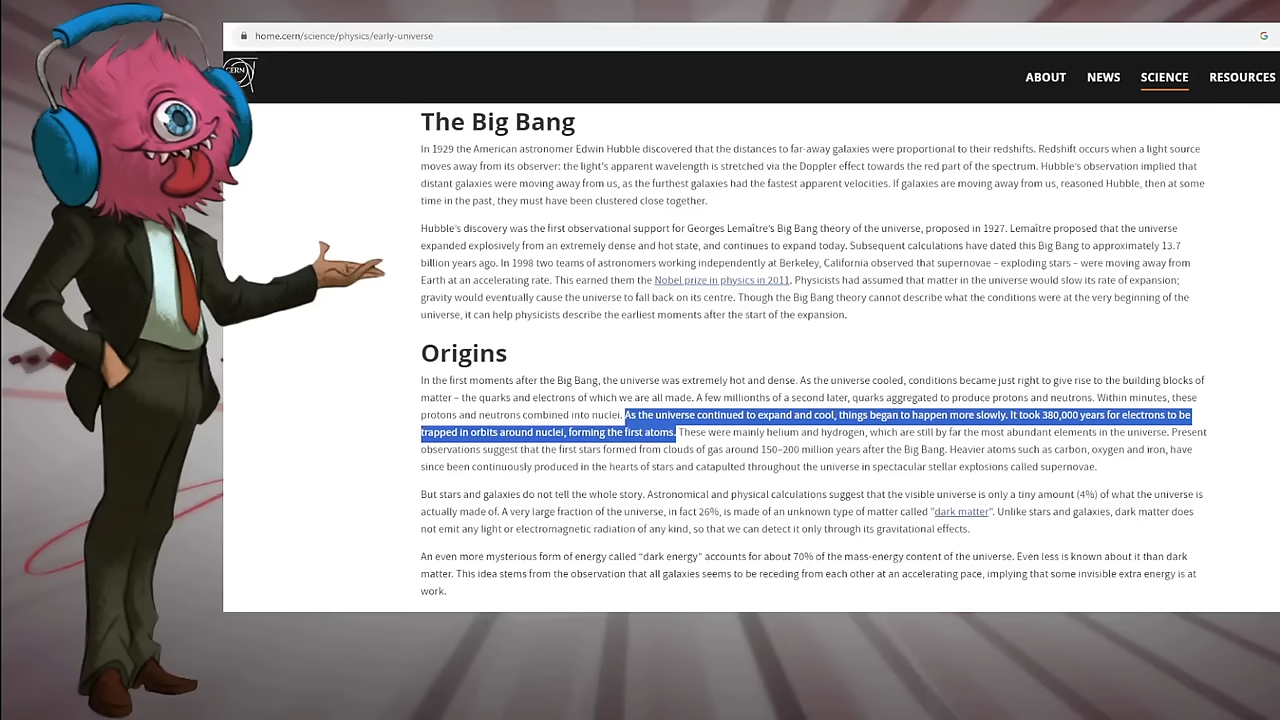 home.cern/science/physics/early-universe
G
CERN
ABOUT NEWS SCIENCE RESOURCES
The Big Bang
In 1929 the American astronomer Edwin Hubble discovered that the distances to far-away galaxies were proportional to their redshifts. Redshift occurs when a light source
moves away from its observer: the light's apparent wavelength is stretched via the Doppler effect towards the red part of the spectrum. Hubble's observation implied that
distant galaxies were moving away from us, as the furthest galaxies had the fastest apparent velocities. If galaxies are moving away from us, reasoned Hubble, then at some
time in the past, they must have been clustered close together.
Hubble's discovery was the first observational support for Georges Lemaître's Big Bang theory of the universe, proposed in 1927. Lemaître proposed that the universe
expanded explosively from an extremely dense and hot state, and continues to expand today. Subsequent calculations have dated this Big Bang to approximately 13.7
billion years ago. In 1998 two teams of astronomers working independently at Berkeley, California observed that supernovae – exploding stars – were moving away from
Earth at an accelerating rate. This earned them the Nobel prize in physics in 2011. Physicists had assumed that matter in the universe would slow its rate of expansion;
gravity would eventually cause the universe to fall back on its centre. Though the Big Bang theory cannot describe what the conditions were at the very beginning of the
universe, it can help physicists describe the earliest moments after the start of the expansion.
Origins
In the first moments after the Big Bang, the universe was extremely hot and dense. As the universe cooled, conditions became just right to give rise to the building blocks of
matter – the quarks and electrons of which we are all made. A few millionths of a second later, quarks aggregated to produce protons and neutrons. Within minutes, these
protons and neutrons combined into nuclei. As the universe continued to expand and cool, things began to happen more slowly. It took 380,000 years for electrons to be
trapped in orbits around nuclei, forming the first atoms. These were mainly helium and hydrogen, which are still by far the most abundant elements in the universe. Present
observations suggest that the first stars formed from clouds of gas around 150–200 million years after the Big Bang. Heavier atoms such as carbon, oxygen and iron, have
since been continuously produced in the hearts of stars and catapulted throughout the universe in spectacular stellar explosions called supernovae.
But stars and galaxies do not tell the whole story. Astronomical and physical calculations suggest that the visible universe is only a tiny amount (4%) of what the universe is
actually made of. A very large fraction of the universe, in fact 26%, is made of an unknown type of matter called "dark matter". Unlike stars and galaxies, dark matter does
not emit any light or electromagnetic radiation of any kind, so that we can detect it only through its gravitational effects.
An even more mysterious form of energy called “dark energy” accounts for about 70% of the mass-energy content of the universe. Even less is known about it than dark
matter. This idea stems from the observation that all galaxies seems to be receding from each other at an accelerating pace, implying that some invisible extra energy is at
work.